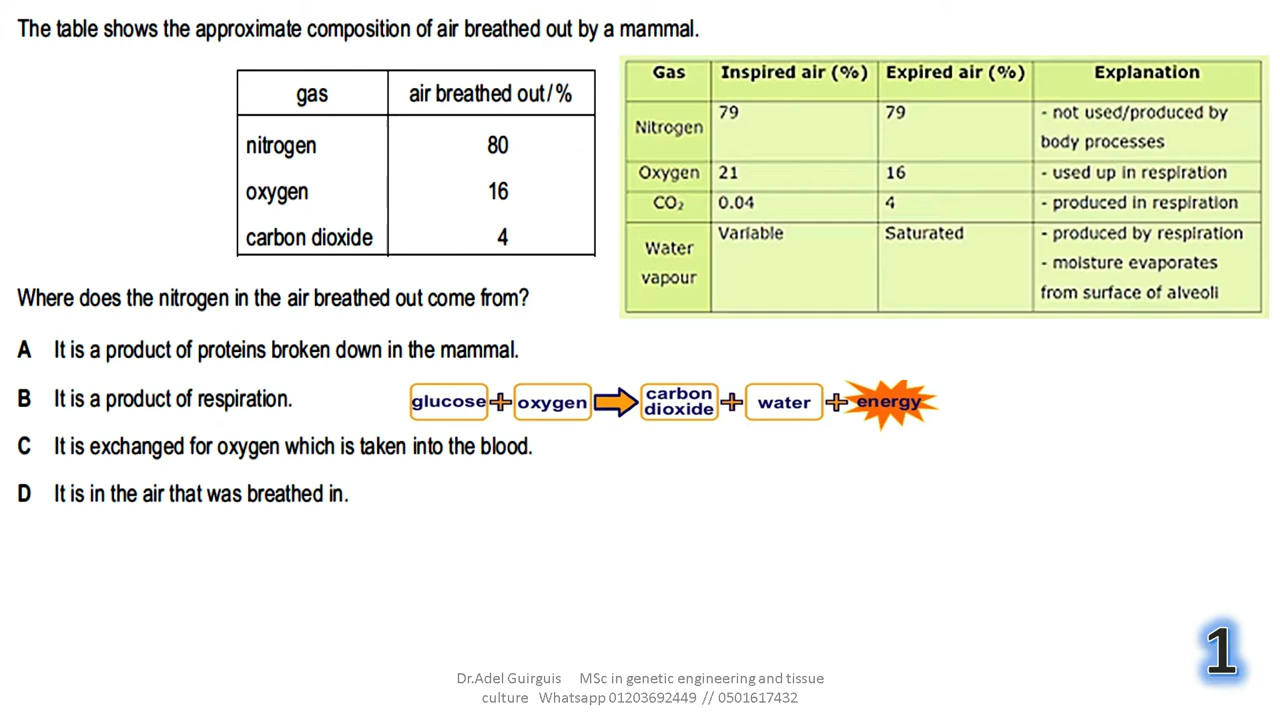 The table shows the approximate composition of air breathed out by a mammal.
gas air breathed out/%
nitrogen 80
oxygen 16
carbon dioxide 4
Gas Inspired air (%) Expired air (%) Explanation
Nitrogen 79 79 - not used/produced by
body processes
Oxygen 21 16 - used up in respiration
CO₂ 0.04 4 - produced in respiration
Water
vapour
Variable Saturated - produced by respiration
- moisture evaporates
from surface of alveoli
Where does the nitrogen in the air breathed out come from?
A It is a product of proteins broken down in the mammal.
B It is a product of respiration.
glucose + oxygen carbon
dioxide + water + energy
C It is exchanged for oxygen which is taken into the blood.
D It is in the air that was breathed in.
1
Dr.Adel Guirguis MSc in genetic engineering and tissue
culture Whatsapp 01203692449 // 0501617432